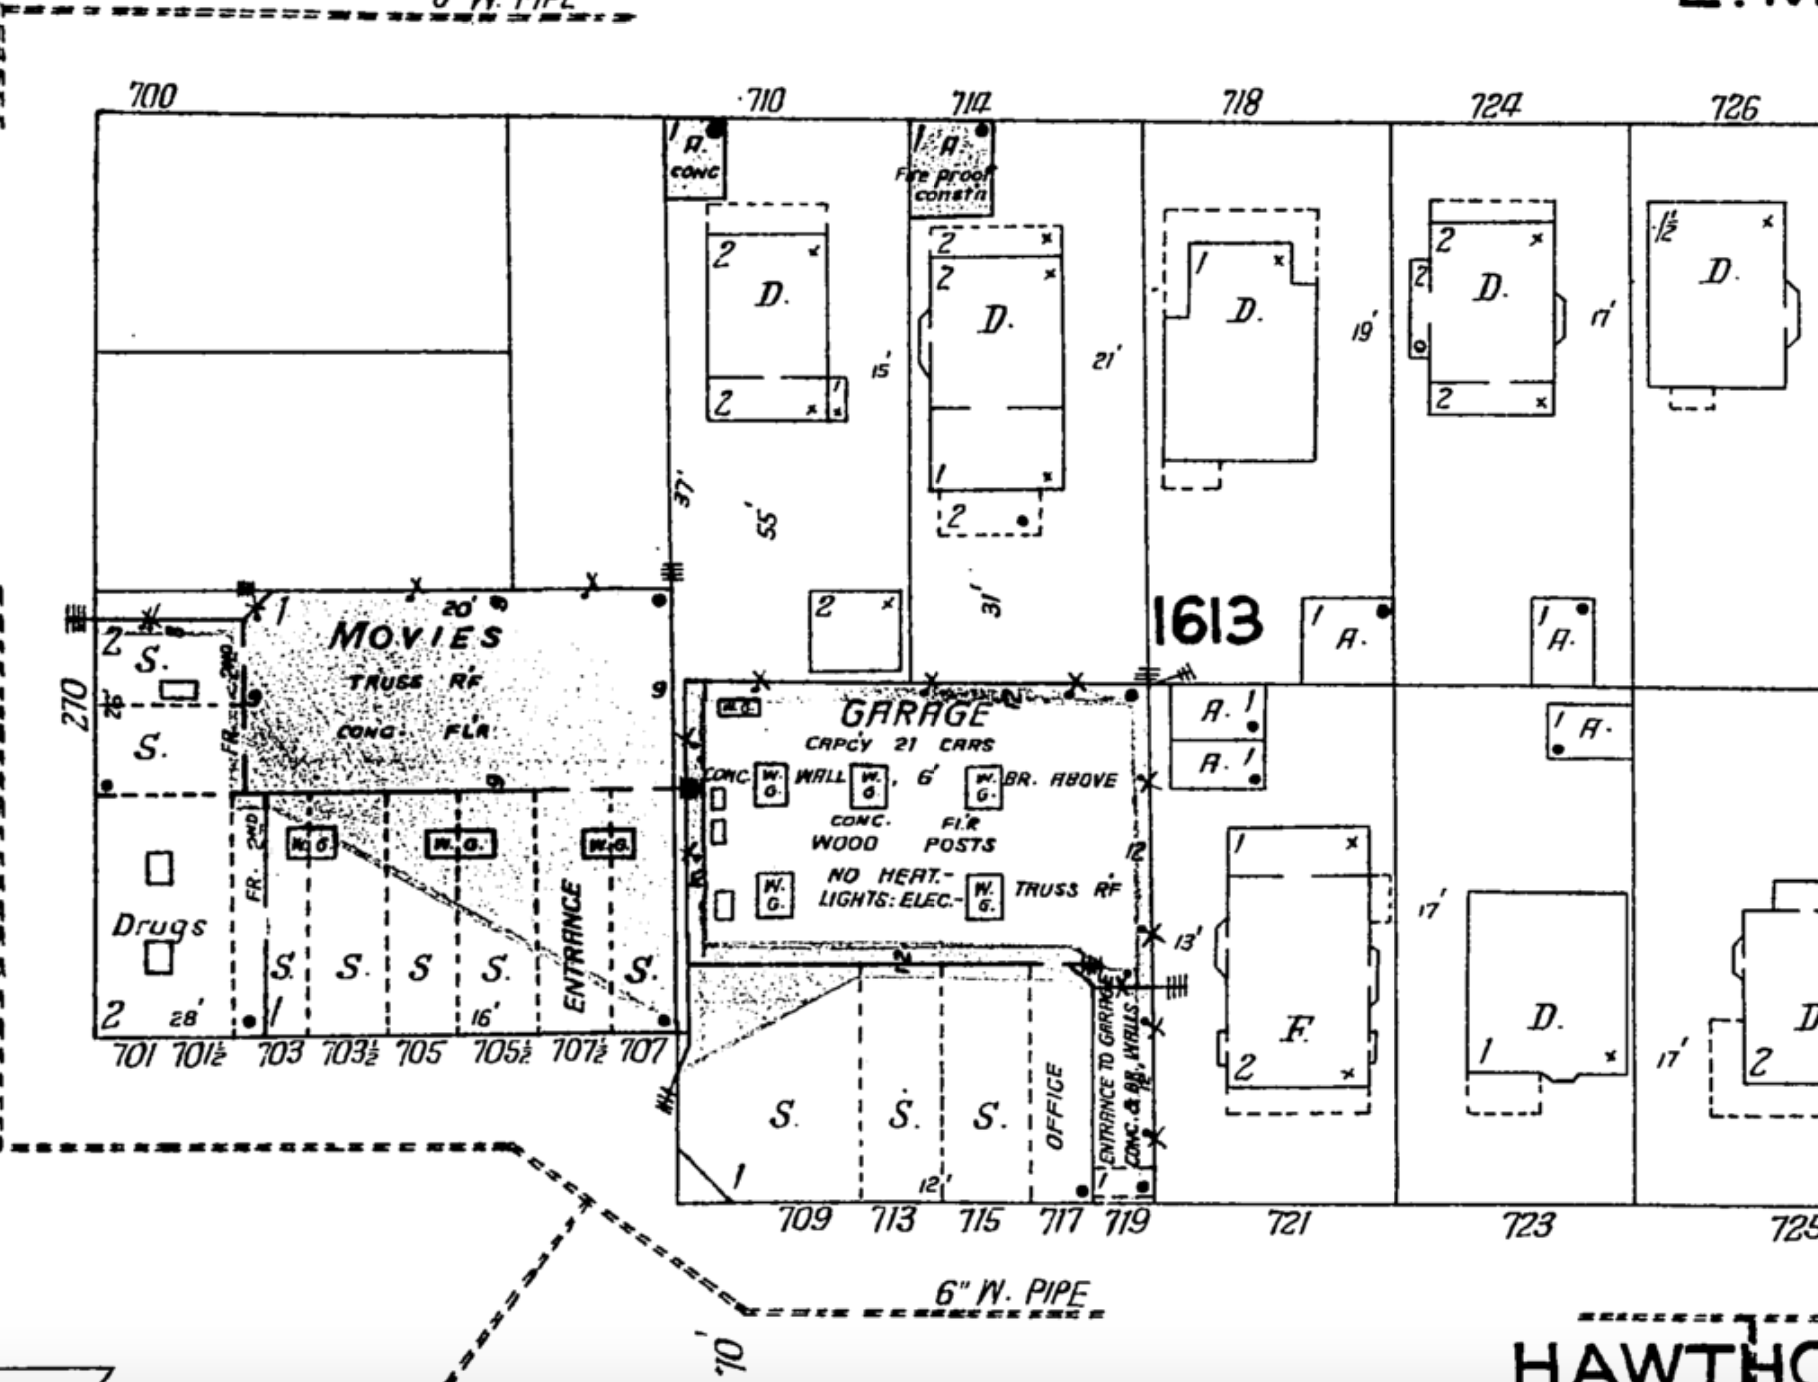 6" W. PIPE
700
710
714
718
724
726
1 A.
CONC
1 A.
Fire proof
constn
2
D.
2
1
15'
2
2
D.
1
2
21'
1
D.
19'
2
D.
2
2
17'
1½
D.
37'
55'
31'
2
1613
1 A.
1 A.
270
2
S.
8
26
S.
FR. 2ND
1
20'
8
MOVIES
TRUSS RF
CONC. FLR
9
9
9
GARAGE
CAPC'Y 21 CARS
CONC. WALL, 6' BR. ABOVE
CONC. FLR
WOOD POSTS
NO HEAT.-
LIGHTS: ELEC.-
TRUSS RF
W.G.
W.G.
W.G.
W.G.
W.G.
W.G.
12
12
12
12
A. 1
A. 1
1 A.
W.G.
W.G.
W.G.
FR. 2ND
Drugs
2
28'
1
S.
S.
S
S.
ENTRANCE
S.
16'
701
701½
703
703½
705
705½
707½
707
S.
S.
S.
OFFICE
ENTRANCE TO GARAGE
CONC. & BR. WALLS
1
12'
1
709
713
715
717
719
13'
1
F.
2
17'
D.
1
17'
D
2
721
723
725
6" W. PIPE
70'
HAWTHO